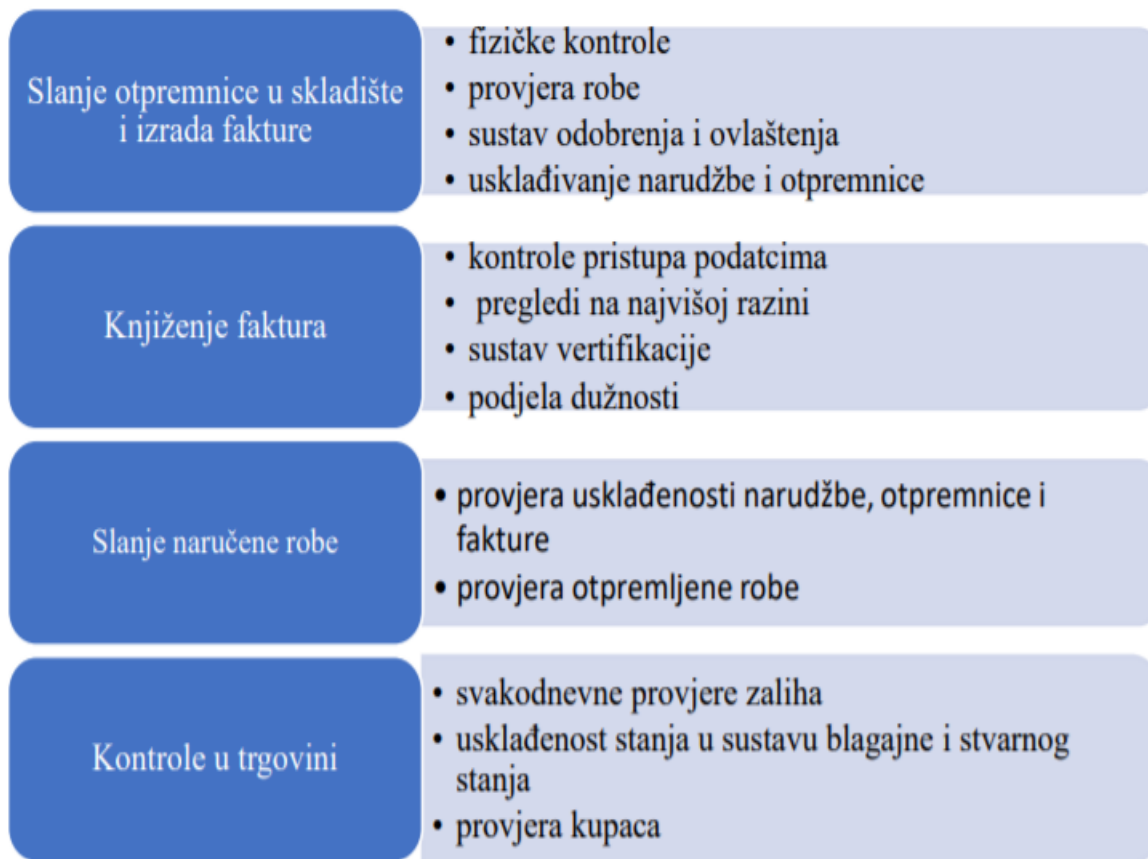 Slanje otpremnice u skladište
i izrada fakture
• fizičke kontrole
• provjera robe
• sustav odobrenja i ovlaštenja
• usklađivanje narudžbe i otpremnice
Knjiženje faktura
• kontrole pristupa podatcima
• pregledi na najvišoj razini
• sustav vertifikacije
• podjela dužnosti
Slanje naručene robe
• provjera usklađenosti narudžbe, otpremnice i
fakture
• provjera otpremljene robe
Kontrole u trgovini
• svakodnevne provjere zaliha
• usklađenost stanja u sustavu blagajne i stvarnog
stanja
• provjera kupaca